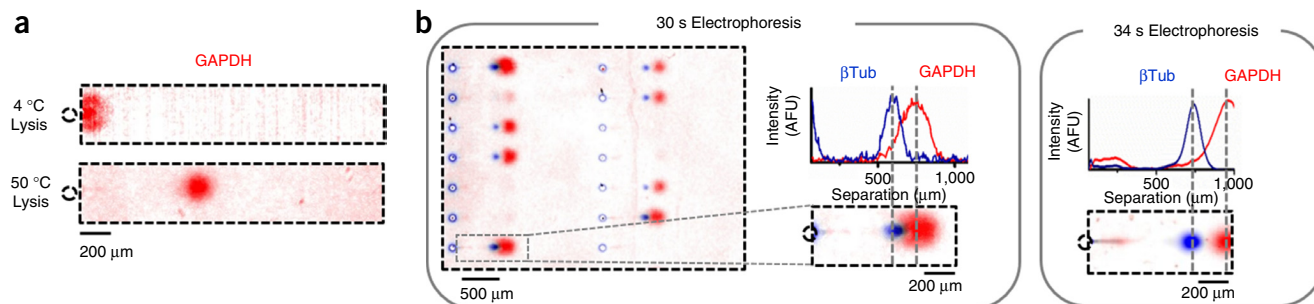 a
GAPDH
4 °C
Lysis
50 °C
Lysis
200 μm
b
30 s Electrophoresis
500 μm
βTub
GAPDH
Intensity
(AFU)
500
1,000
Separation (μm)
200 μm
34 s Electrophoresis
βTub
GAPDH
Intensity
(AFU)
500
1,000
Separation (μm)
200 μm